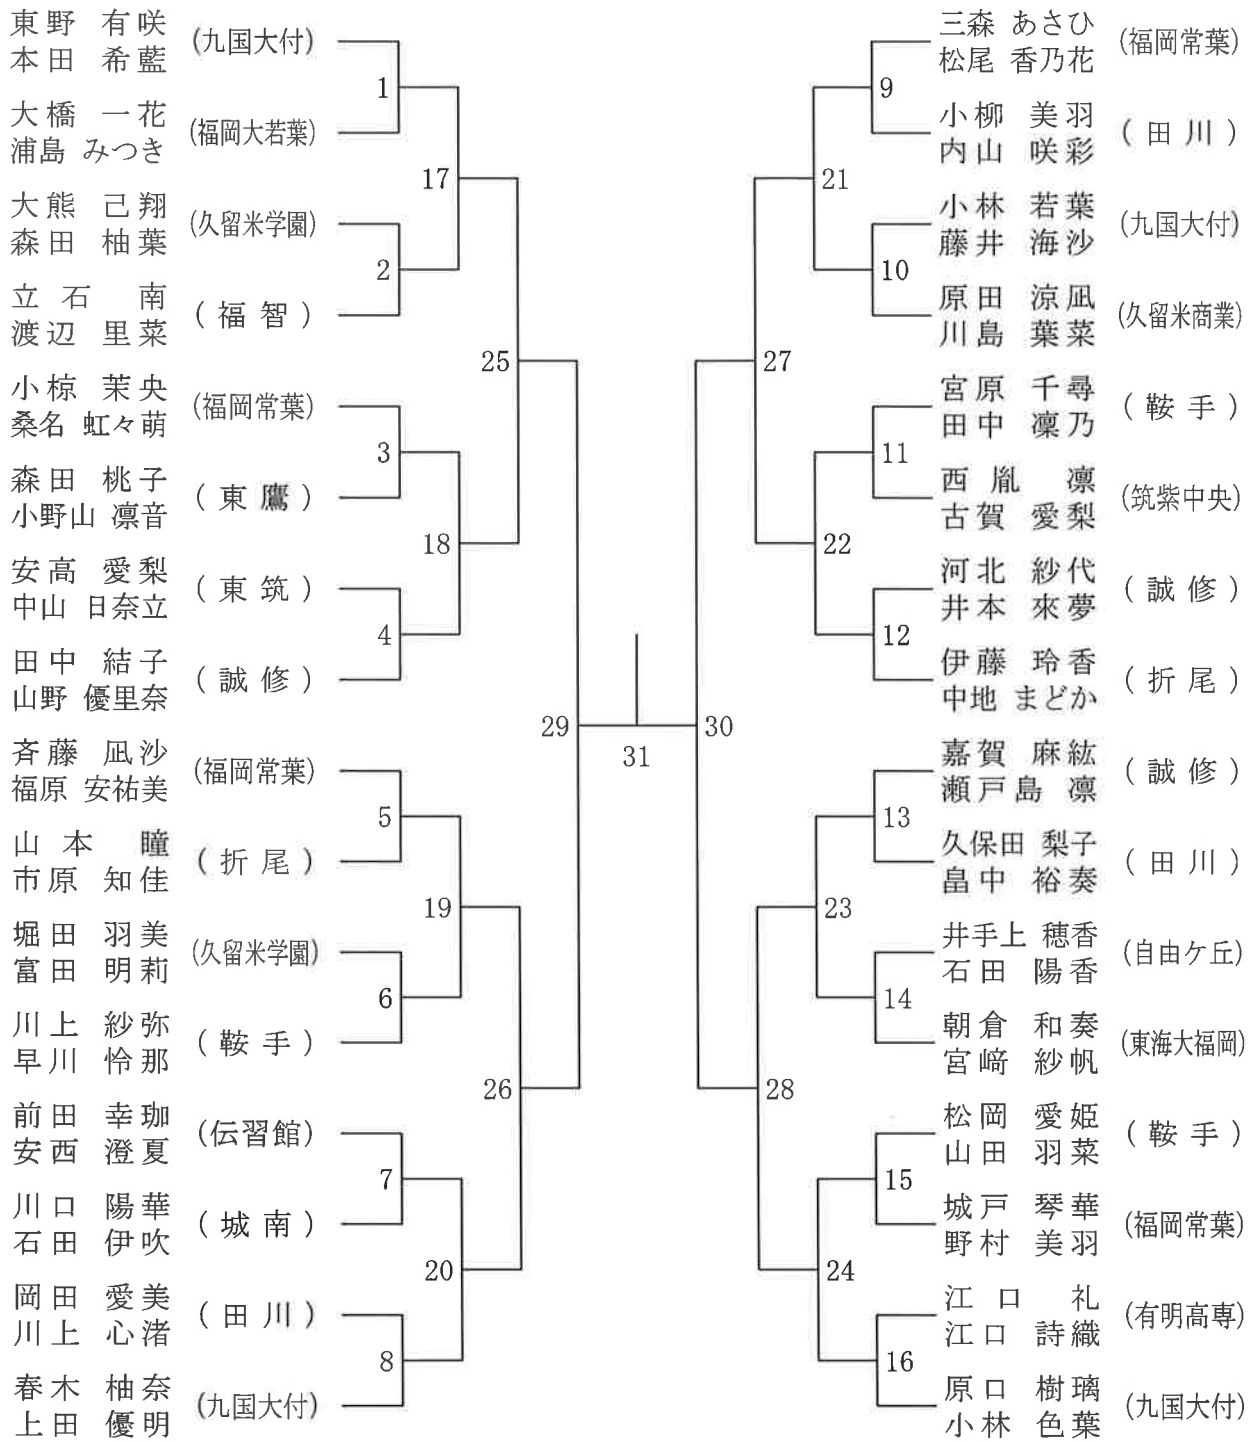 東野 有咲
本田 希藍
(九国大付)
大橋 一花
浦島 みつき
(福岡大若葉)
大熊 己翔
森田 柚葉
(久留米学園)
立石 南
渡辺 里菜
(福智)
小椋 茉央
桑名 虹々萌
(福岡常葉)
森田 桃子
小野山 凛音
(東鷹)
安高 愛梨
中山 日奈立
(東筑)
田中 結子
山野 優里奈
(誠修)
斉藤 凪沙
福原 安祐美
(福岡常葉)
山本 瞳
市原 知佳
(折尾)
堀田 羽美
富田 明莉
(久留米学園)
川上 紗弥
早川 怜那
(鞍手)
前田 幸珈
安西 澄夏
(伝習館)
川口 陽華
石田 伊吹
(城南)
岡田 愛美
川上 心渚
(田川)
春木 柚奈
上田 優明
(九国大付)
1
2
3
4
5
6
7
8
17
18
19
20
25
26
29
31
30
27
28
21
22
23
24
9
10
11
12
13
14
15
16
三森 あさひ
松尾 香乃花
(福岡常葉)
小柳 美羽
内山 咲彩
(田川)
小林 若葉
藤井 海沙
(九国大付)
原田 涼凪
川島 葉菜
(久留米商業)
宮原 千尋
田中 凜乃
(鞍手)
西胤 凛
古賀 愛梨
(筑紫中央)
河北 紗代
井本 來夢
(誠修)
伊藤 玲香
中地 まどか
(折尾)
嘉賀 麻紘
瀬戸島 凛
(誠修)
久保田 梨子
畠中 裕奏
(田川)
井手上 穂香
石田 陽香
(自由ケ丘)
朝倉 和奏
宮﨑 紗帆
(東海大福岡)
松岡 愛姫
山田 羽菜
(鞍手)
城戸 琴華
野村 美羽
(福岡常葉)
江口 礼
江口 詩織
(有明高専)
原口 樹璃
小林 色葉
(九国大付)